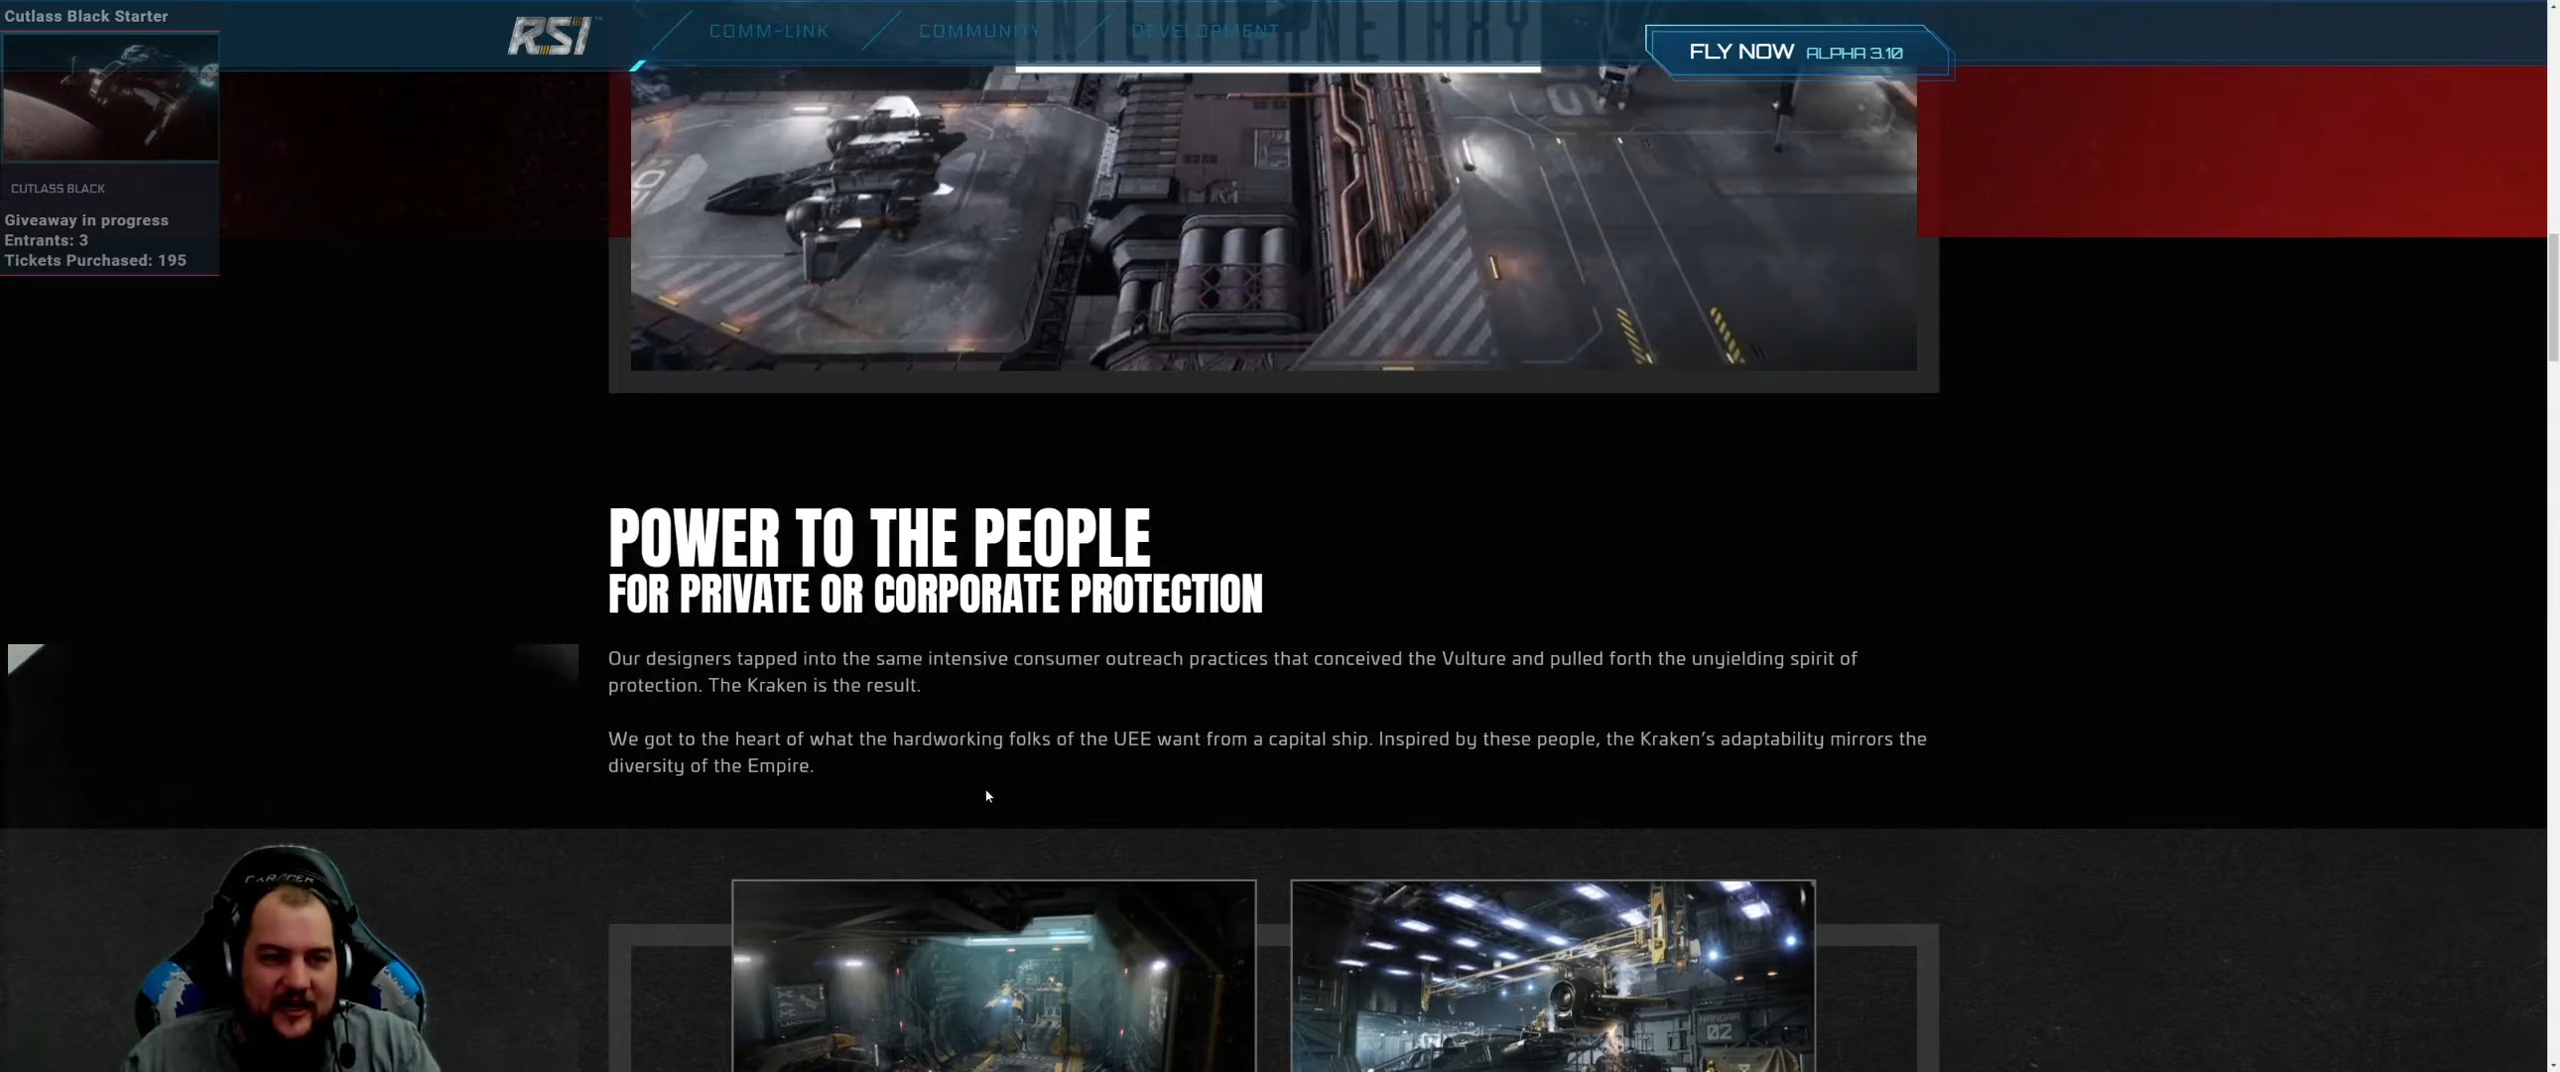 Cutlass Black Starter
RSI
COMM-LINK
COMMUNITY
DEVELOPMENT
FLY NOW ALPHA 3.10
CUTLASS BLACK
Giveaway in progress
Entrants: 3
Tickets Purchased: 195
POWER TO THE PEOPLE
FOR PRIVATE OR CORPORATE PROTECTION
Our designers tapped into the same intensive consumer outreach practices that conceived the Vulture and pulled forth the unyielding spirit of
protection. The Kraken is the result.
We got to the heart of what the hardworking folks of the UEE want from a capital ship. Inspired by these people, the Kraken’s adaptability mirrors the
diversity of the Empire.
HANGAR
02